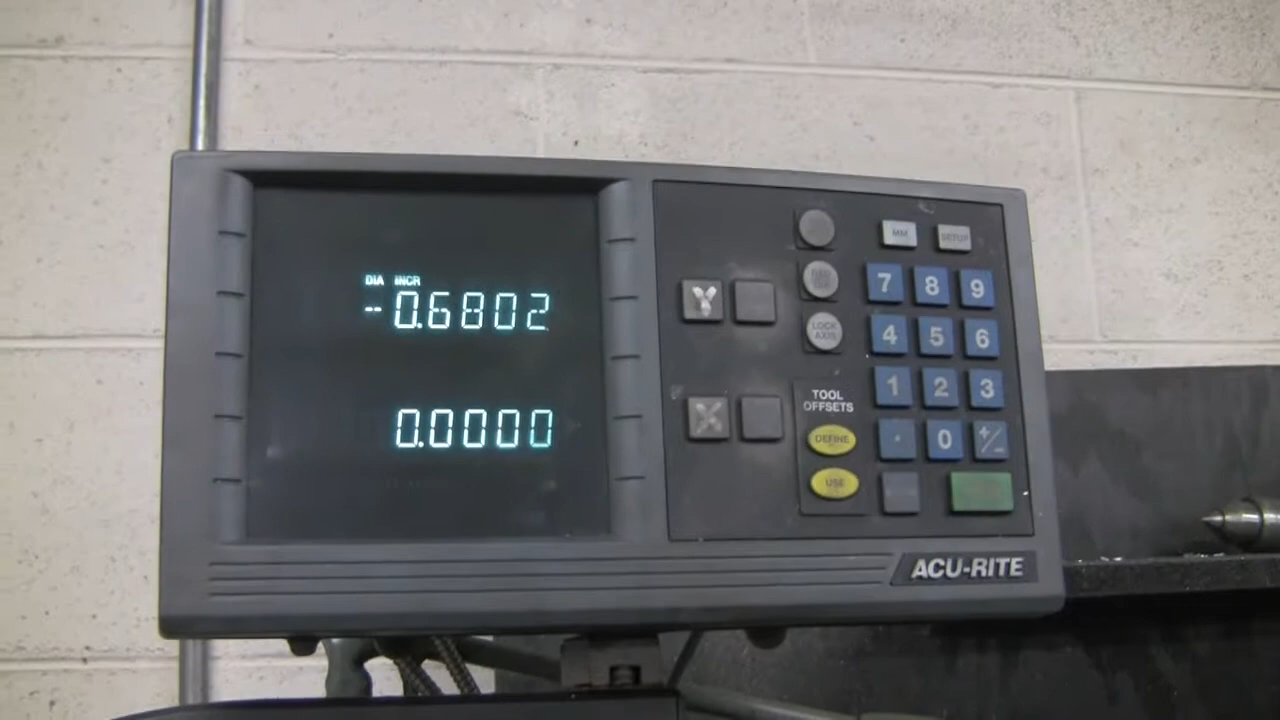 DIA INCR
-0.6802
0.0000
Y
X
LOCK AXIS
TOOL
OFFSETS
DEFINE
USE
MM
SETUP
7 8 9
4 5 6
1 2 3
. 0 +/-
ACU-RITE